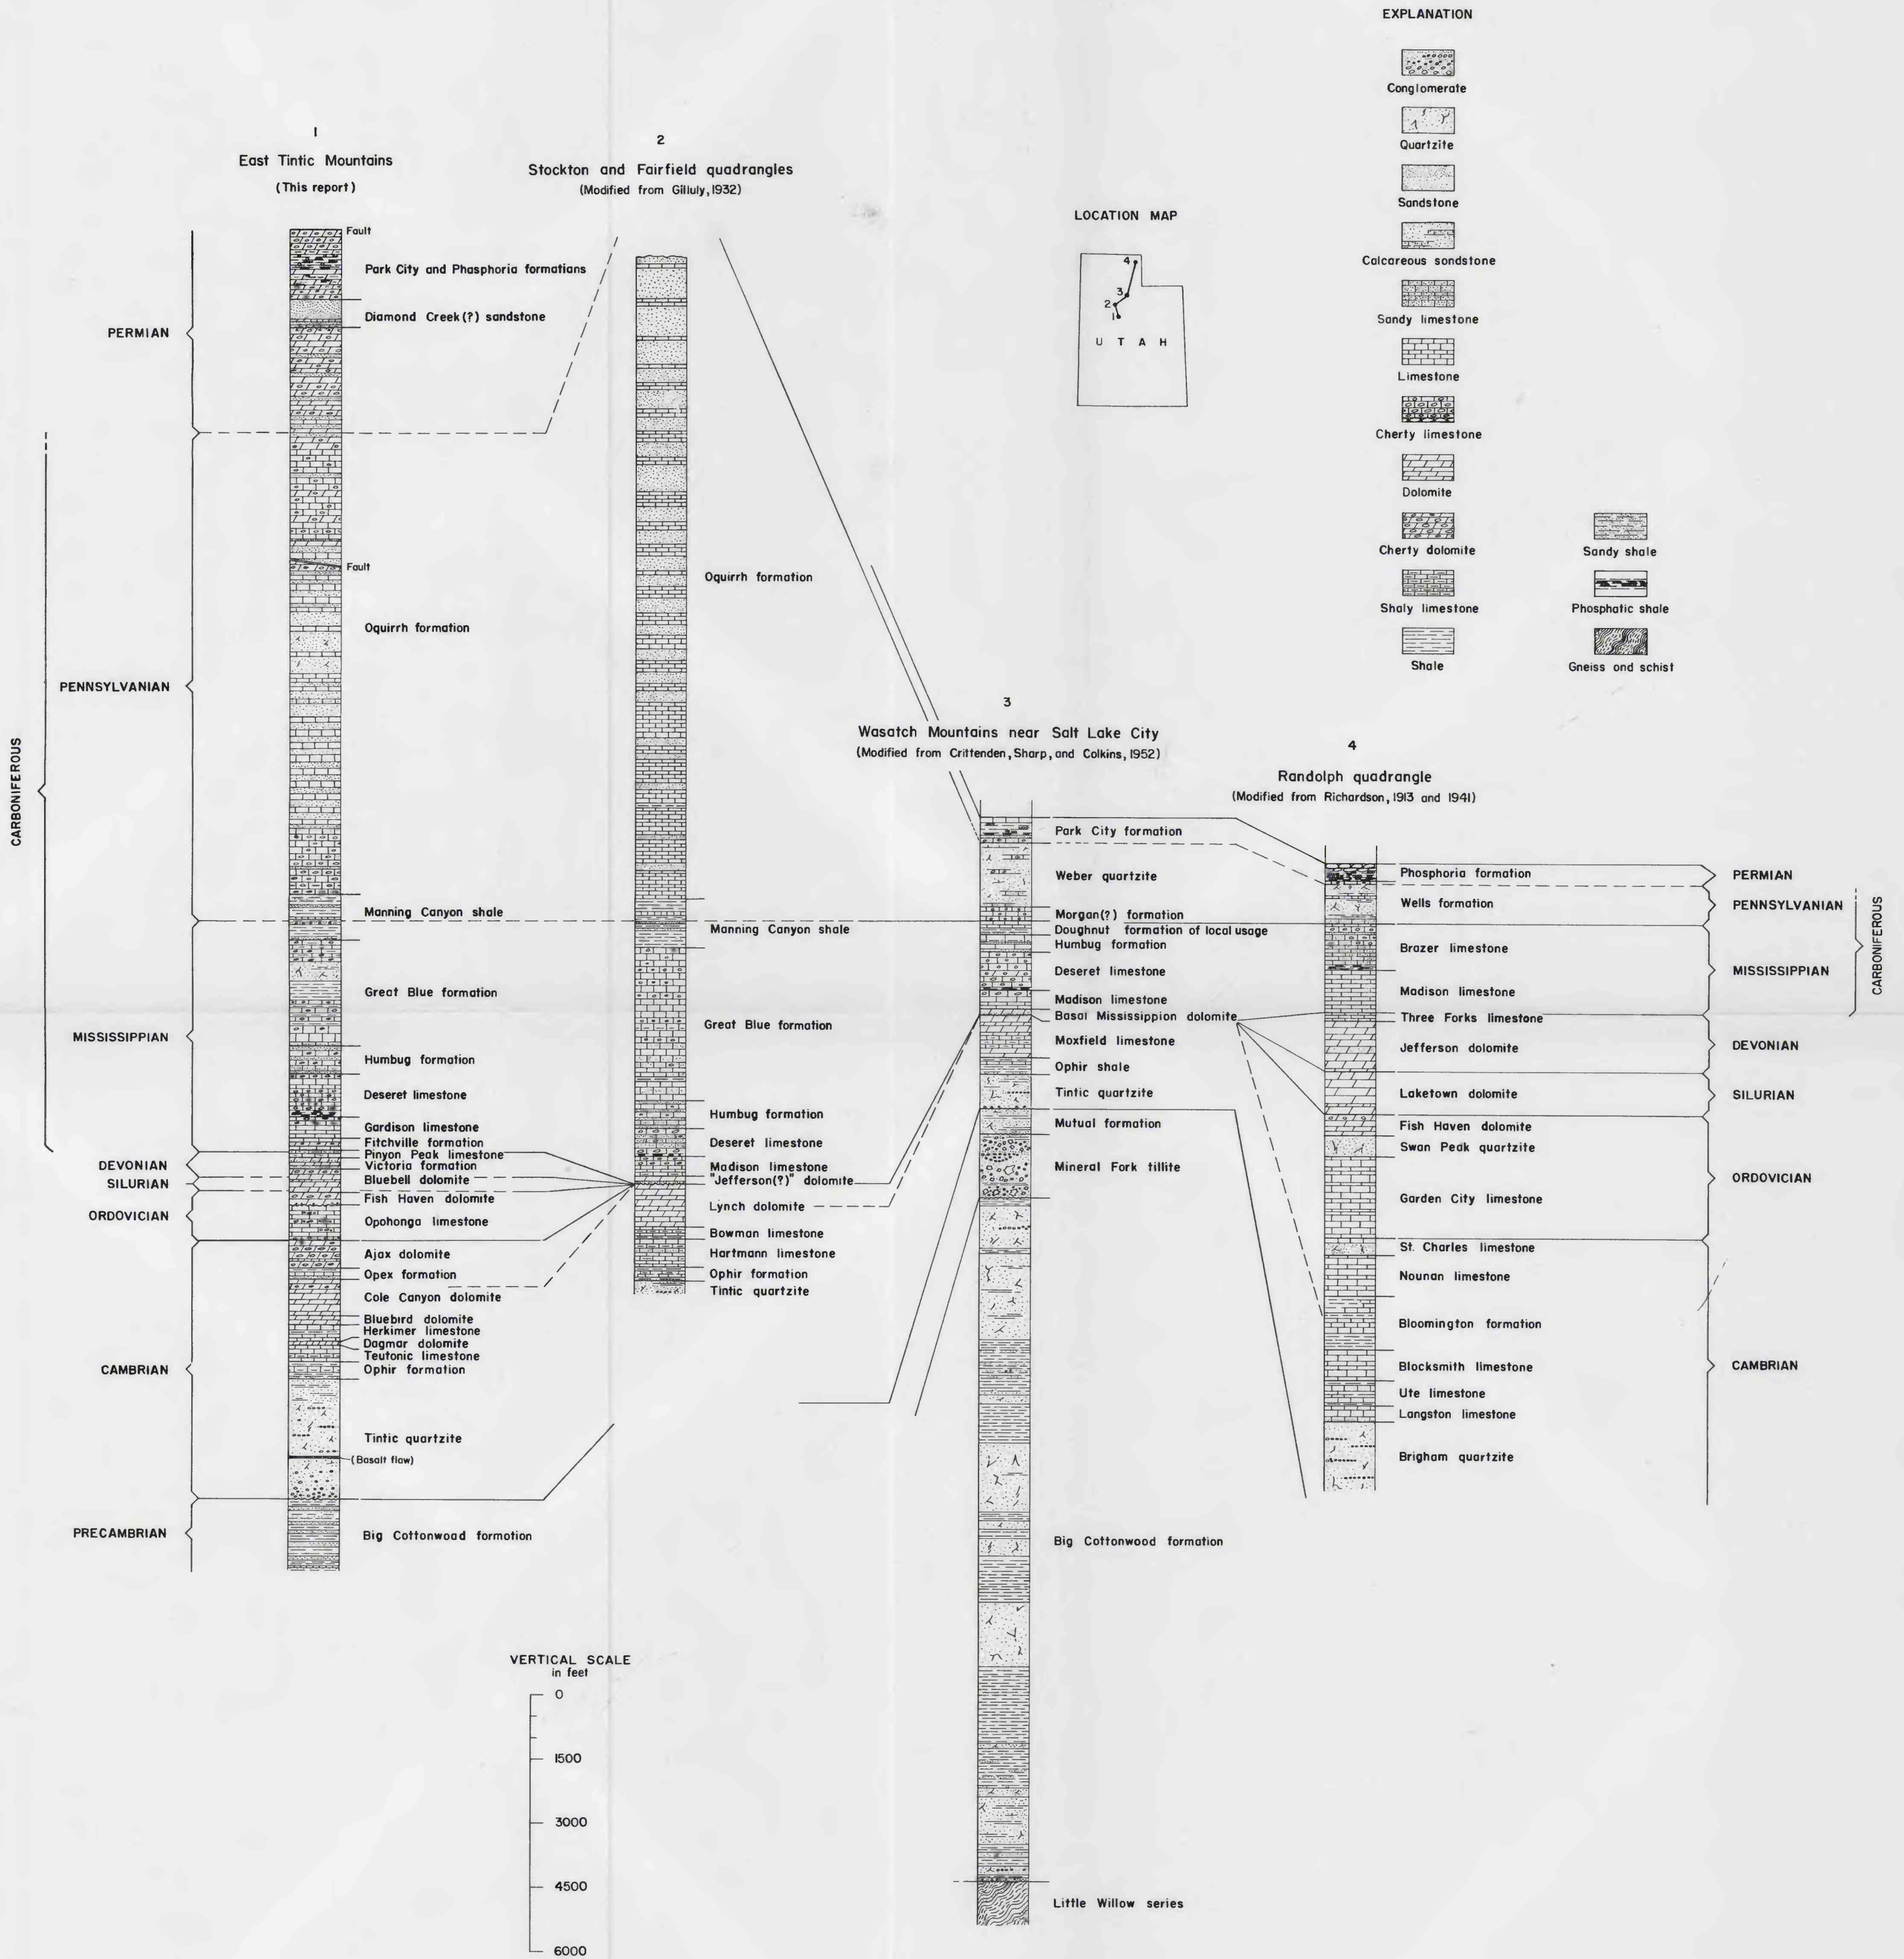 EXPLANATION
Conglomerate
Quartzite
Sandstone
Calcareous sondstone
Sandy limestone
Limestone
Cherty limestone
Dolomite
Cherty dolomite
Shaly limestone
Shale
Sandy shale
Phosphatic shale
Gneiss ond schist
LOCATION MAP
4
3
2
1
U T A H
1
East Tintic Mountains
(This report)
Fault
Park City and Phasphoria formatians
Diamond Creek(?) sandstone
Fault
Oquirrh formation
Manning Canyon shale
Great Blue formation
Humbug formation
Deseret limestone
Gardison limestone
Fitchville formation
Pinyon Peak limestone
Victoria formation
Bluebell dolomite
Fish Haven dolomite
Opohonga limestone
Ajax dolomite
Opex formation
Cole Canyon dolomite
Bluebird dolomite
Herkimer limestone
Dagmar dolomite
Teutonic limestone
Ophir formation
Tintic quartzite
(Basalt flaw)
Big Cottonwoad formotion
PERMIAN
PENNSYLVANIAN
CARBONIFEROUS
MISSISSIPPIAN
DEVONIAN
SILURIAN
ORDOVICIAN
CAMBRIAN
PRECAMBRIAN
2
Stockton and Fairfield quadrangles
(Modified from Gilluly, 1932)
Oquirrh formation
Manning Canyon shale
Great Blue formation
Humbug formation
Deseret limestone
Madison limestone
"Jefferson(?)" dolomite
Lynch dolomite
Bowman limestone
Hartmann limestone
Ophir formation
Tintic quartzite
3
Wasatch Mountains near Salt Lake City
(Modified from Crittenden, Sharp, and Colkins, 1952)
Park City formation
Weber quartzite
Morgan(?) formation
Doughnut formation of local usage
Humbug formation
Deseret limestone
Madison limestone
Basal Mississippion dolomite
Moxfield limestone
Ophir shale
Tintic quartzite
Mutual formation
Mineral Fork tillite
Big Cottonwood formation
Little Willow series
4
Randolph quadrangle
(Modified from Richardson, 1913 and 1941)
Phosphoria formation
Wells formation
Brazer limestone
Madison limestone
Three Forks limestone
Jefferson dolomite
Laketown dolomite
Fish Haven dolomite
Swan Peak quartzite
Garden City limestone
St. Charles limestone
Nounan limestone
Bloomington formation
Blocksmith limestone
Ute limestone
Langston limestone
Brigham quartzite
PERMIAN
PENNSYLVANIAN
MISSISSIPPIAN
CARBONIFEROUS
DEVONIAN
SILURIAN
ORDOVICIAN
CAMBRIAN
VERTICAL SCALE
in feet
0
1500
3000
4500
6000